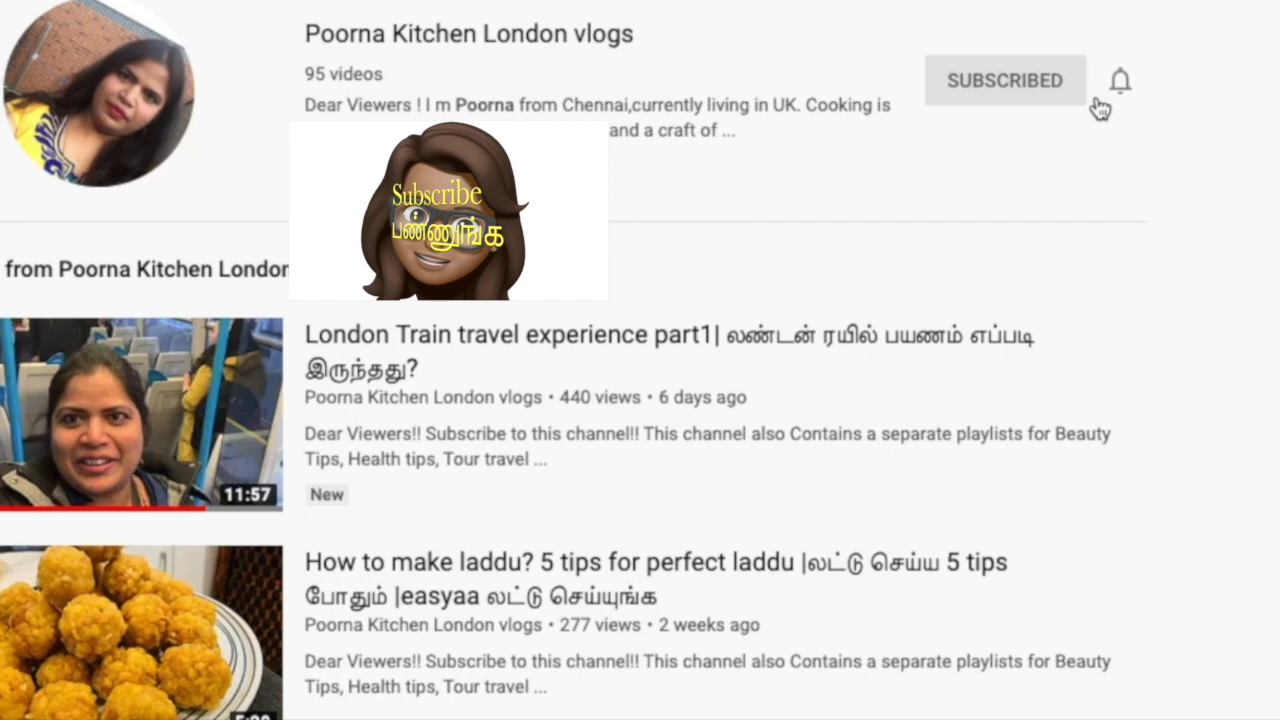 Poorna Kitchen London vlogs
95 videos
SUBSCRIBED
Dear Viewers ! I m Poorna from Chennai,currently living in UK. Cooking is
and a craft of ...
Subscribe
பண்ணுங்க
from Poorna Kitchen London
London Train travel experience part1| லண்டன் ரயில் பயணம் எப்படி
இருந்தது?
Poorna Kitchen London vlogs • 440 views • 6 days ago
Dear Viewers!! Subscribe to this channel!! This channel also Contains a separate playlists for Beauty
Tips, Health tips, Tour travel ...
11:57
New
How to make laddu? 5 tips for perfect laddu |லட்டு செய்ய 5 tips
போதும் |easyaa லட்டு செய்யுங்க
Poorna Kitchen London vlogs • 277 views • 2 weeks ago
Dear Viewers!! Subscribe to this channel!! This channel also Contains a separate playlists for Beauty
Tips, Health tips, Tour travel ...